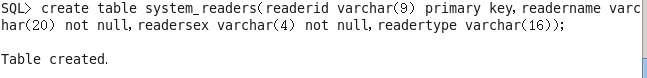 SQL> create table system_readers(readerid varchar(9) primary key, readername varc
har(20) not null, readersex varchar(4) not null, readertype varchar(16));
Table created.